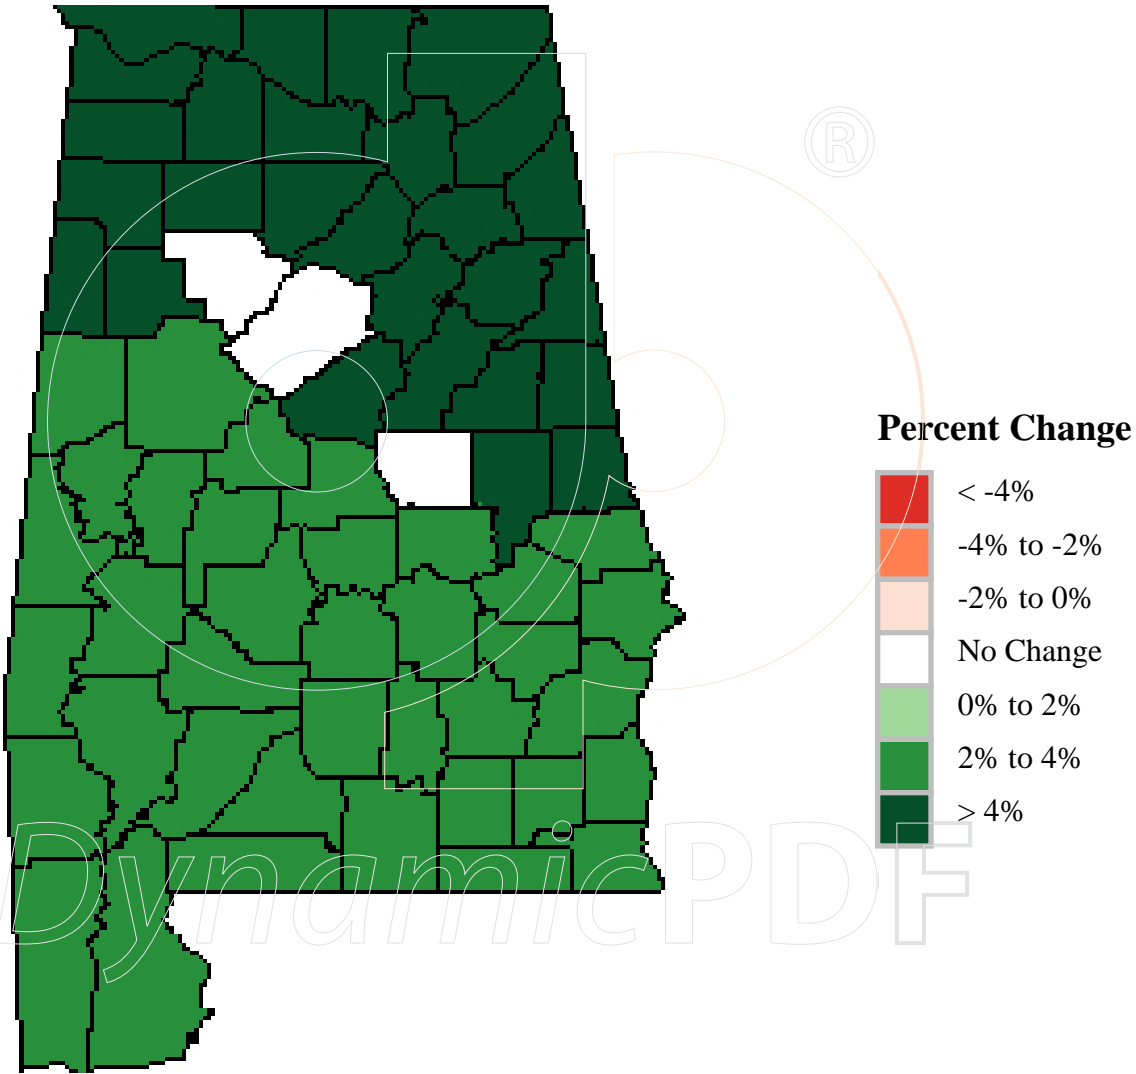 ®
Percent Change
< -4%
-4% to -2%
-2% to 0%
No Change
0% to 2%
2% to 4%
> 4%
DynamicPDF